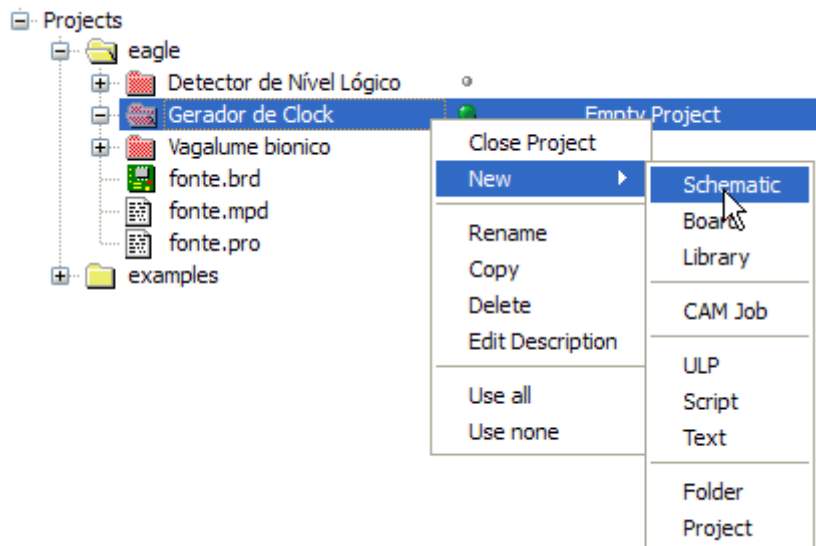 Projects
eagle
Detector de Nível Lógico
Gerador de Clock Empty Project
Vagalume bionico
fonte.brd
fonte.mpd
fonte.pro
examples
Close Project
New
Rename
Copy
Delete
Edit Description
Use all
Use none
Schematic
Board
Library
CAM Job
ULP
Script
Text
Folder
Project